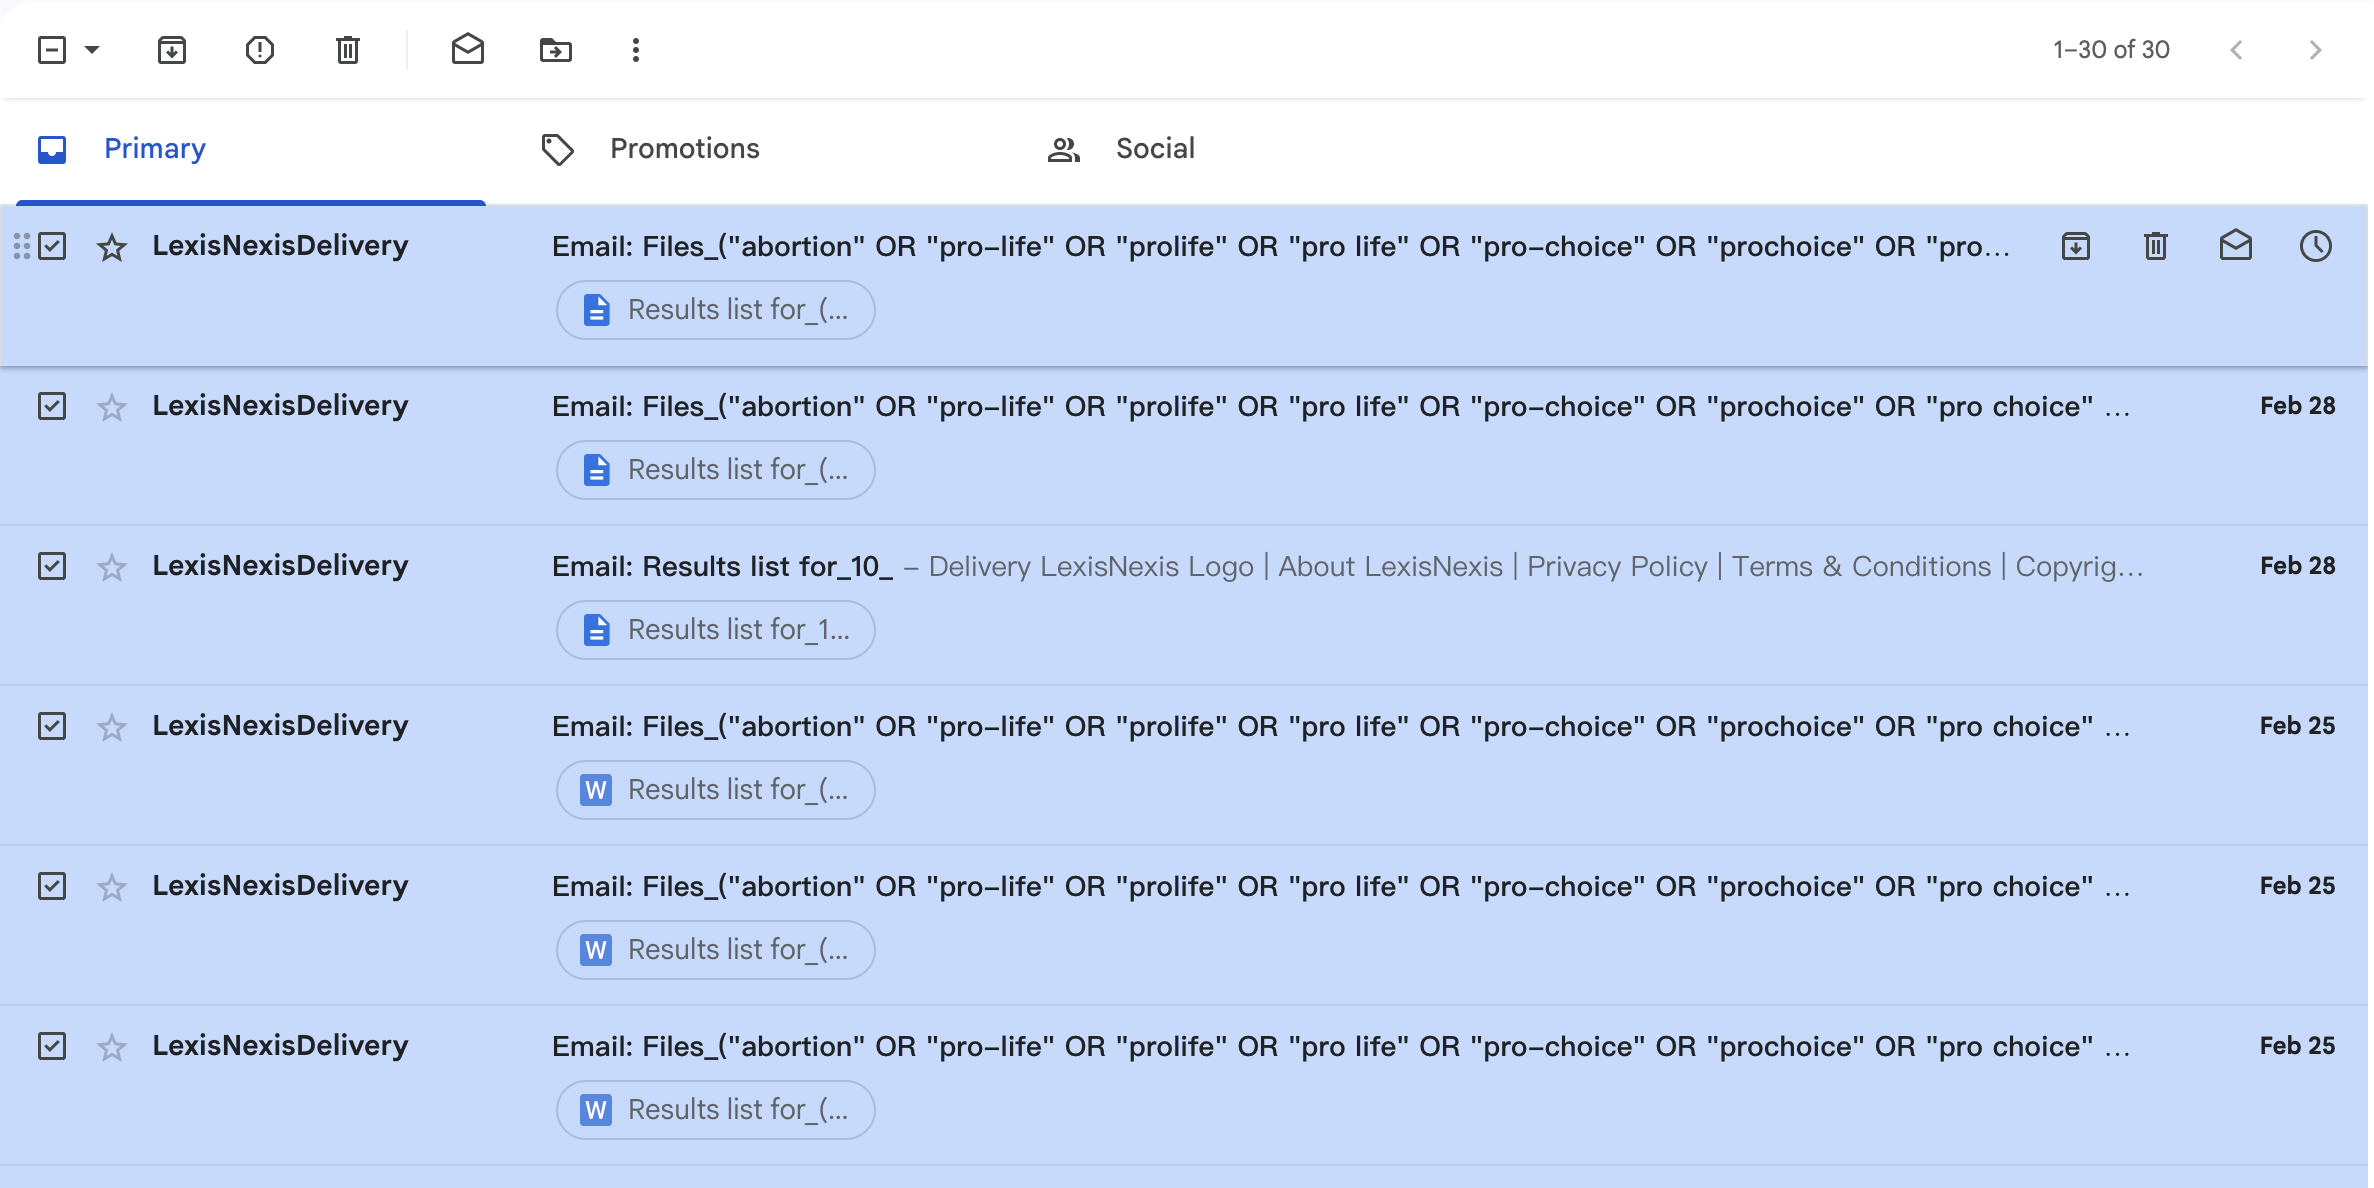 1–30 of 30
Primary
Promotions
Social
LexisNexisDelivery
Email: Files_("abortion" OR "pro-life" OR "prolife" OR "pro life" OR "pro-choice" OR "prochoice" OR "pro...
Results list for_(...
LexisNexisDelivery
Email: Files_("abortion" OR "pro-life" OR "prolife" OR "pro life" OR "pro-choice" OR "prochoice" OR "pro choice" ...
Feb 28
Results list for_(...
LexisNexisDelivery
Email: Results list for_10_ – Delivery LexisNexis Logo | About LexisNexis | Privacy Policy | Terms & Conditions | Copyrig...
Feb 28
Results list for_1...
LexisNexisDelivery
Email: Files_("abortion" OR "pro-life" OR "prolife" OR "pro life" OR "pro-choice" OR "prochoice" OR "pro choice" ...
Feb 25
W Results list for_(...
LexisNexisDelivery
Email: Files_("abortion" OR "pro-life" OR "prolife" OR "pro life" OR "pro-choice" OR "prochoice" OR "pro choice" ...
Feb 25
W Results list for_(...
LexisNexisDelivery
Email: Files_("abortion" OR "pro-life" OR "prolife" OR "pro life" OR "pro-choice" OR "prochoice" OR "pro choice" ...
Feb 25
W Results list for_(...